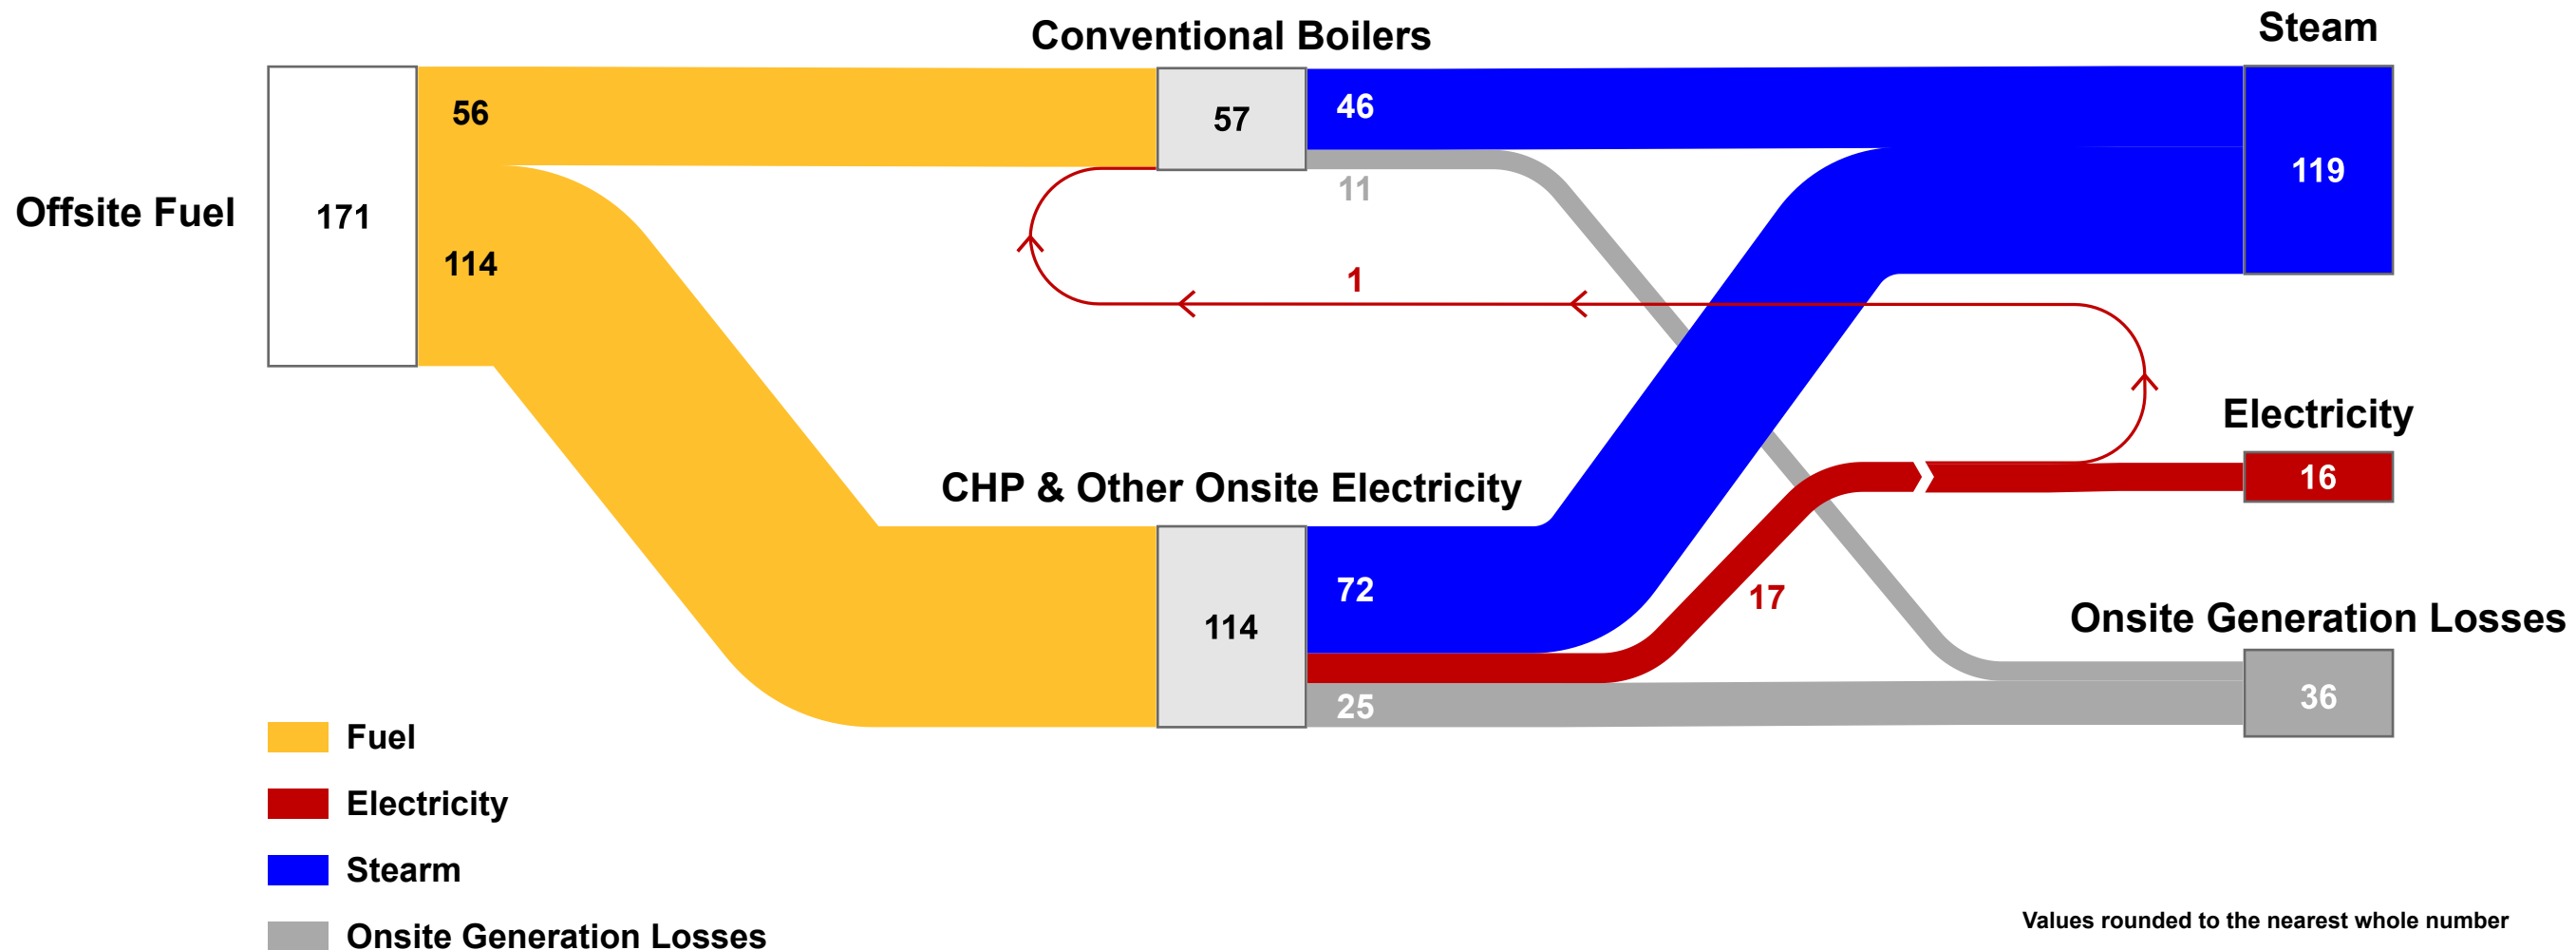 Conventional Boilers
Steam
56
57
46
119
11
Offsite Fuel
171
114
1
Electricity
16
CHP & Other Onsite Electricity
72
17
114
Onsite Generation Losses
25
36
Fuel
Electricity
Stearm
Onsite Generation Losses
Values rounded to the nearest whole number